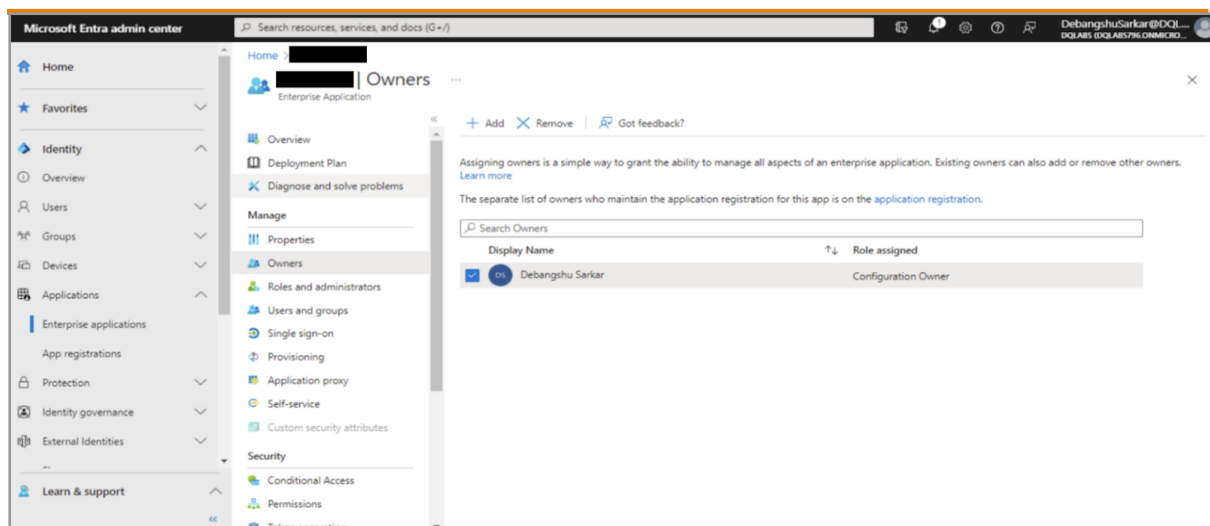 Microsoft Entra admin center
Search resources, services, and docs (G+/)
1
DebangshuSarkar@DQL...
DQLABS (DQLABS796.ONMICRO...
Home
Favorites
Identity
Overview
Users
Groups
Devices
Applications
Enterprise applications
App registrations
Protection
Identity governance
External Identities
Learn & support
Home >
| Owners ...
Enterprise Application
Overview
Deployment Plan
Diagnose and solve problems
Manage
Properties
Owners
Roles and administrators
Users and groups
Single sign-on
Provisioning
Application proxy
Self-service
Custom security attributes
Security
Conditional Access
Permissions
+ Add Remove | Got feedback?
Assigning owners is a simple way to grant the ability to manage all aspects of an enterprise application. Existing owners can also add or remove other owners.
Learn more
The separate list of owners who maintain the application registration for this app is on the application registration.
Search Owners
Display Name ↑↓ Role assigned
DS Debangshu Sarkar Configuration Owner